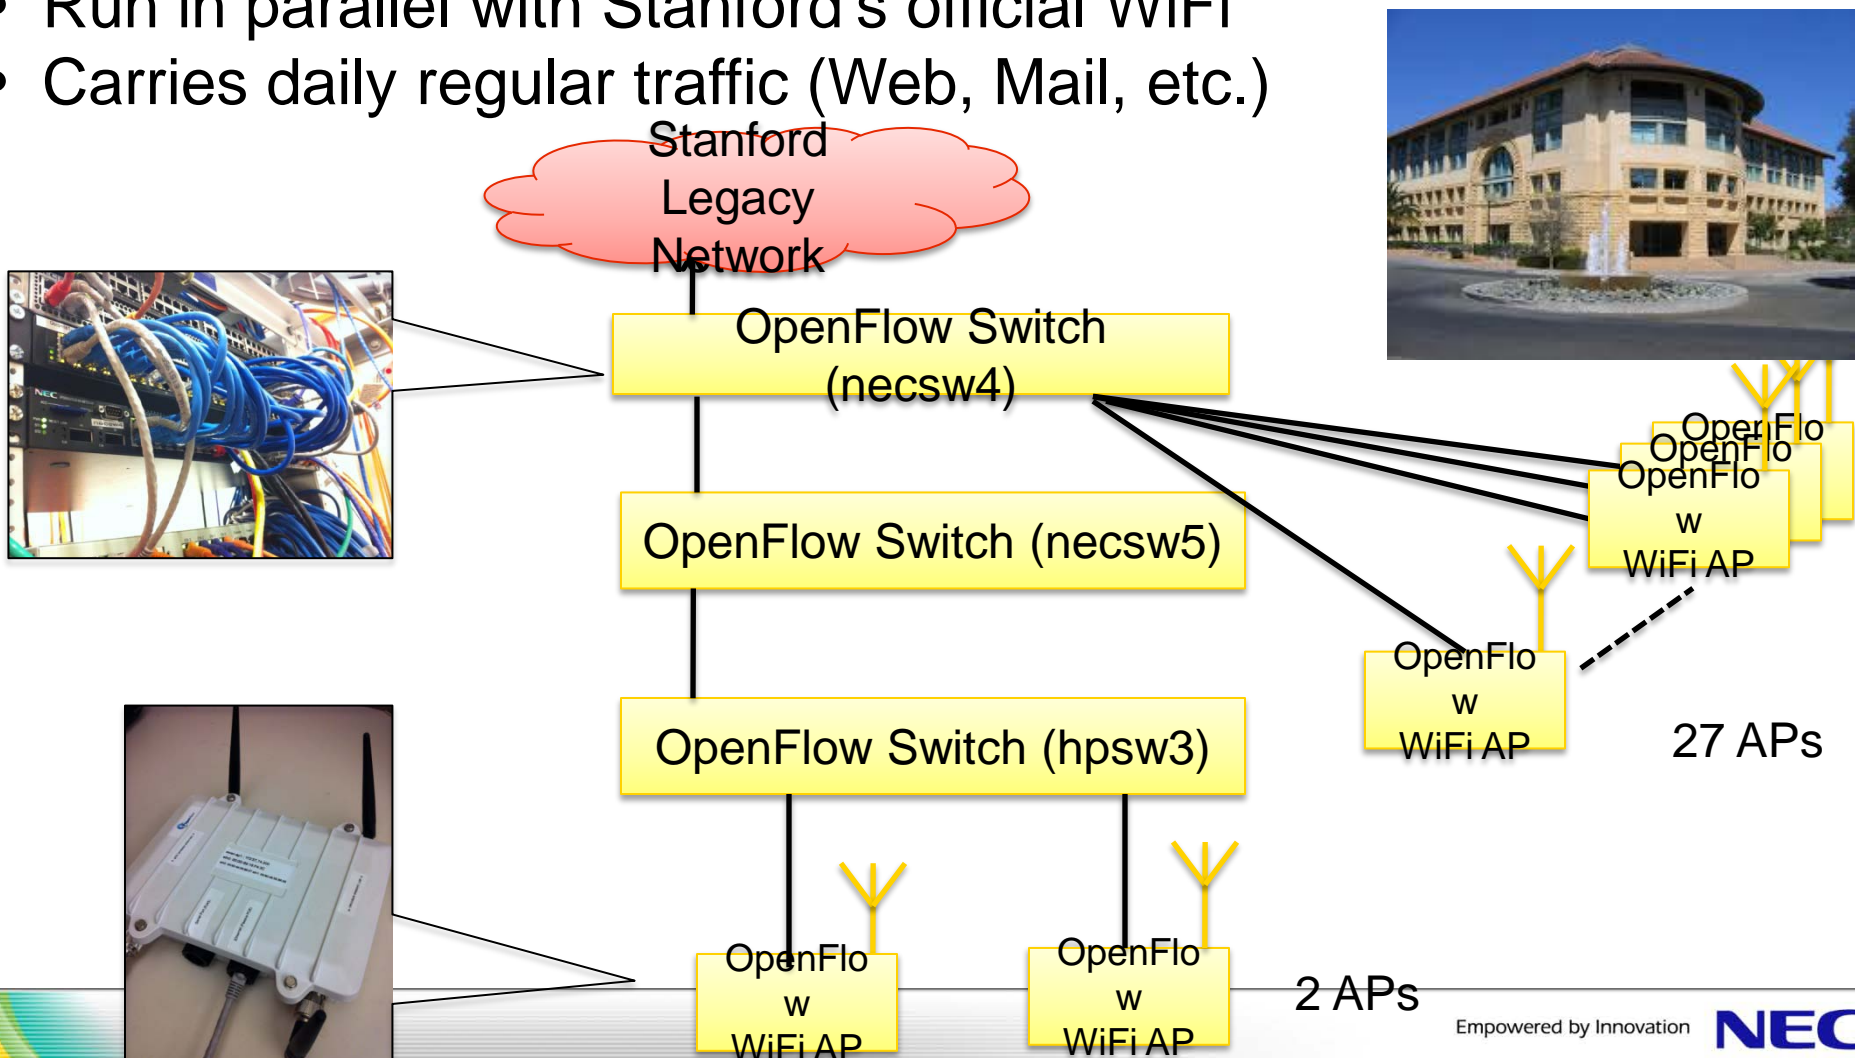 • Run in parallel with Stanford's official WiFi
• Carries daily regular traffic (Web, Mail, etc.)
Stanford
Legacy
Network
OpenFlow Switch
(necsw4)
NEC
OpenFlo
OpenFlo
OpenFlo
w
WiFi AP
OpenFlow Switch (necsw5)
OpenFlo
w
WiFi AP
27 APs
OpenFlow Switch (hpsw3)
OpenFlo
w
WiFi AP
OpenFlo
w
WiFi AP
2 APs
Empowered by Innovation
NEC